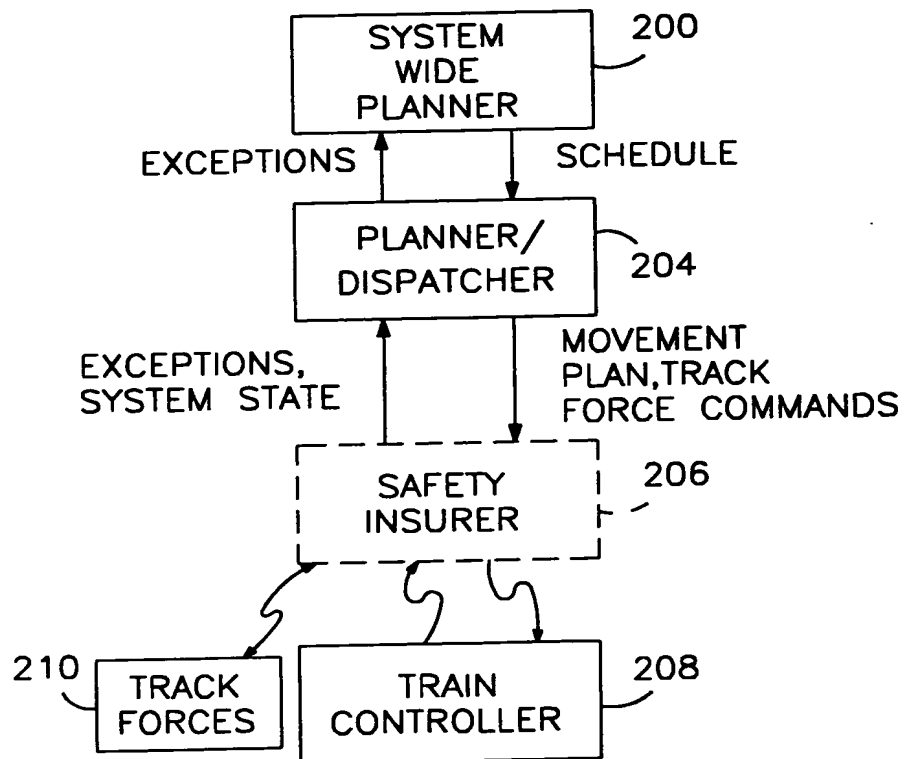 SYSTEM
WIDE
PLANNER
200
EXCEPTIONS
SCHEDULE
PLANNER/
DISPATCHER
204
EXCEPTIONS,
SYSTEM STATE
MOVEMENT
PLAN,TRACK
FORCE COMMANDS
SAFETY
INSURER
206
210
TRACK
FORCES
TRAIN
CONTROLLER
208